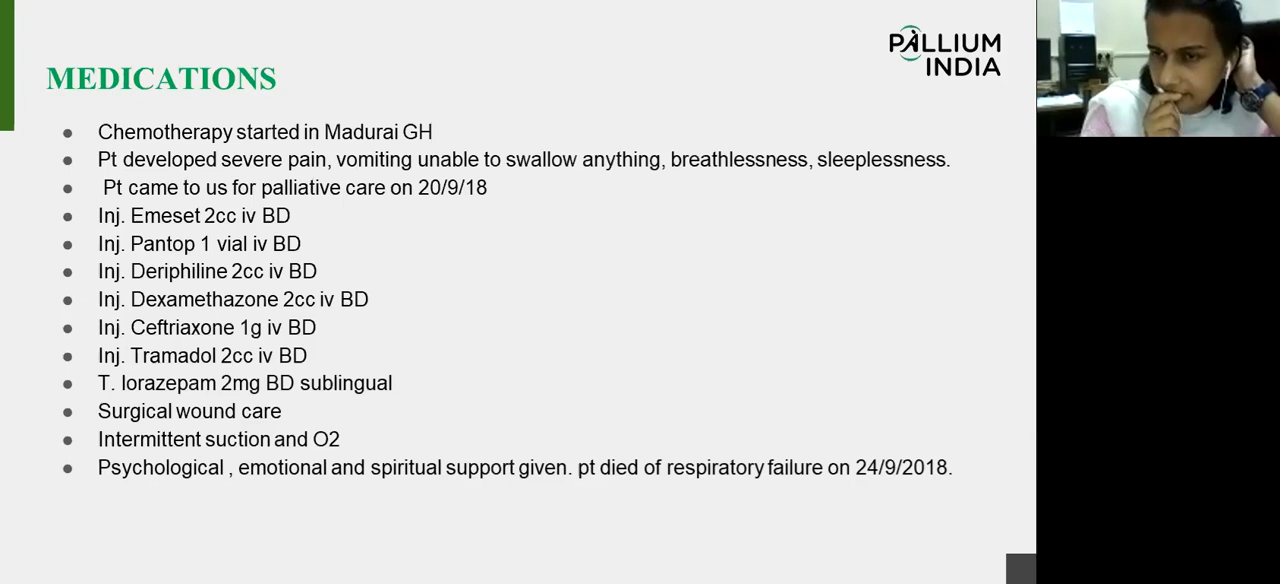 PALLIUM
INDIA
MEDICATIONS
Chemotherapy started in Madurai GH
Pt developed severe pain, vomiting unable to swallow anything, breathlessness, sleeplessness.
Pt came to us for palliative care on 20/9/18
Inj. Emeset 2cc iv BD
Inj. Pantop 1 vial iv BD
Inj. Deriphiline 2cc iv BD
Inj. Dexamethazone 2cc iv BD
Inj. Ceftriaxone 1g iv BD
Inj. Tramadol 2cc iv BD
T. lorazepam 2mg BD sublingual
Surgical wound care
Intermittent suction and O2
Psychological , emotional and spiritual support given. pt died of respiratory failure on 24/9/2018.